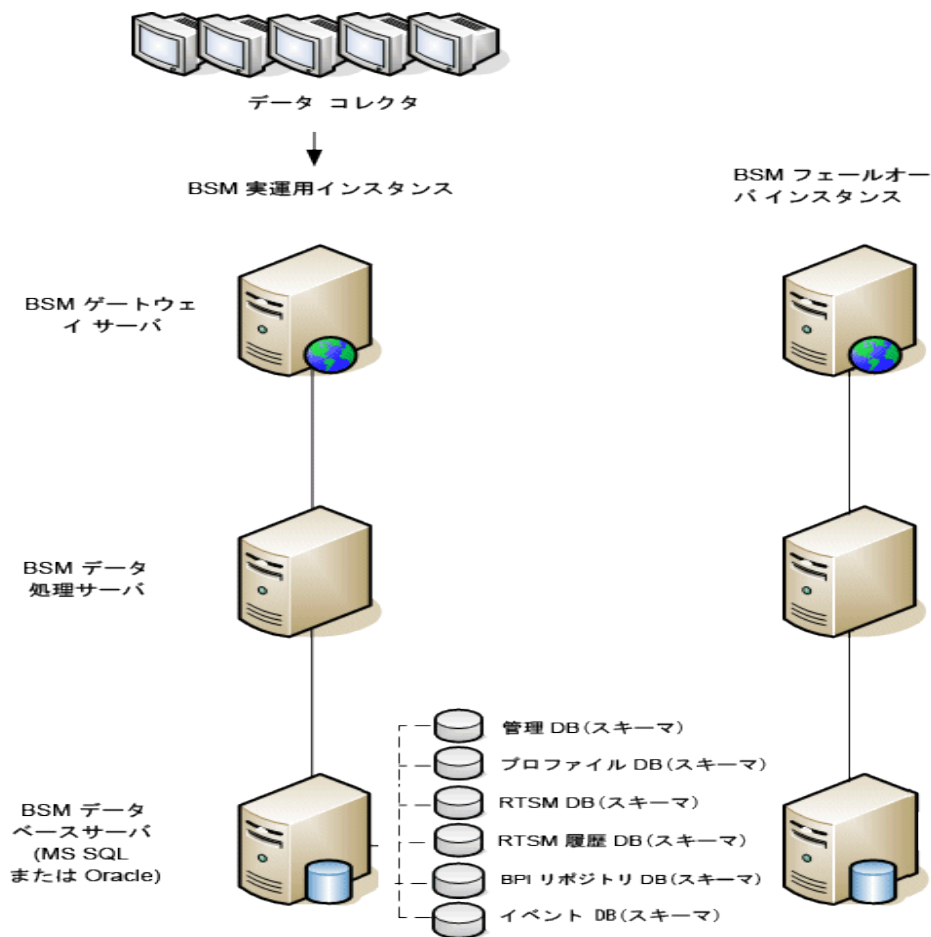 データ コレクタ
BSM 実運用インスタンス
BSM フェールオー
バ インスタンス
BSM ゲートウェ
イ サーバ
BSM データ
処理サーバ
管理 DB(スキーマ)
プロファイル DB(スキーマ)
RTSM DB(スキーマ)
RTSM 履歴 DB(スキーマ)
BPI リポジトリ DB(スキーマ)
イベント DB(スキーマ)
BSM データ
ベースサーバ
(MS SQL
または Oracle)